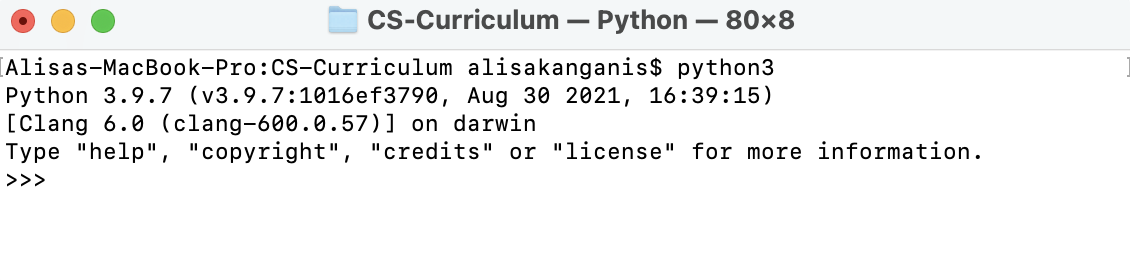 CS-Curriculum — Python — 80×8
[Alisas-MacBook-Pro:CS-Curriculum alisakanganis$ python3 ]
Python 3.9.7 (v3.9.7:1016ef3790, Aug 30 2021, 16:39:15)
[Clang 6.0 (clang-600.0.57)] on darwin
Type "help", "copyright", "credits" or "license" for more information.
>>>